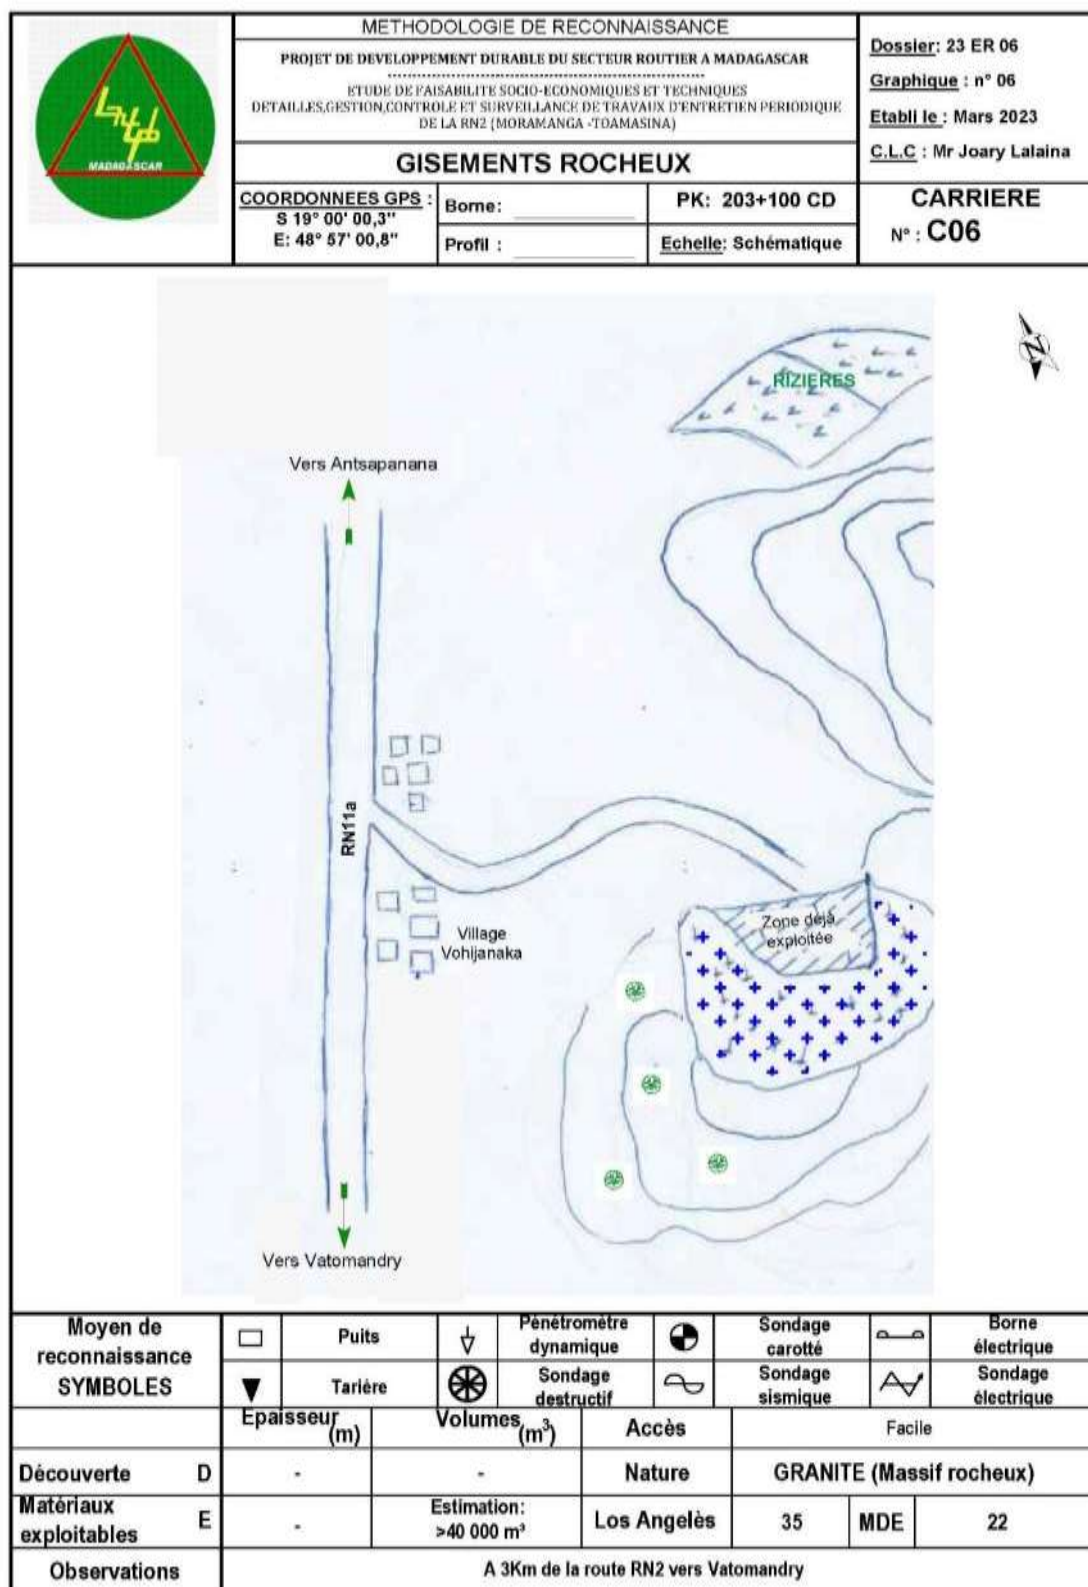 LNTPB
MADAGASCAR
METHODOLOGIE DE RECONNAISSANCE
PROJET DE DEVELOPPEMENT DURABLE DU SECTEUR ROUTIER A MADAGASCAR
ETUDE DE FAISABILITE SOCIO-ECONOMIQUES ET TECHNIQUES
DETAILLES,GESTION,CONTROLE ET SURVEILLANCE DE TRAVAUX D'ENTRETIEN PERIODIQUE
DE LA RN2 (MORAMANGA -TOAMASINA)
GISEMENTS ROCHEUX
Dossier: 23 ER 06
Graphique : n° 06
Etabli le : Mars 2023
C.L.C : Mr Joary Lalaina
COORDONNEES GPS :
S 19° 00' 00,3"
E: 48° 57' 00,8"
Borne:
Profil :
PK: 203+100 CD
Echelle: Schématique
CARRIERE
N° : C06
N
RIZIERES
Vers Antsapanana
RN11a
Village
Vohijanaka
Zone déjà
exploitée
Vers Vatomandry
Moyen de
reconnaissance
SYMBOLES
Puits
Pénétromètre
dynamique
Sondage
carotté
Borne
électrique
Tarière
Sondage
destructif
Sondage
sismique
Sondage
électrique
Epaisseur
(m)
Volumes
(m³)
Accès
Facile
Découverte D
-
-
Nature
GRANITE (Massif rocheux)
Matériaux
exploitables E
-
Estimation:
>40 000 m³
Los Angelès
35
MDE
22
Observations
A 3Km de la route RN2 vers Vatomandry